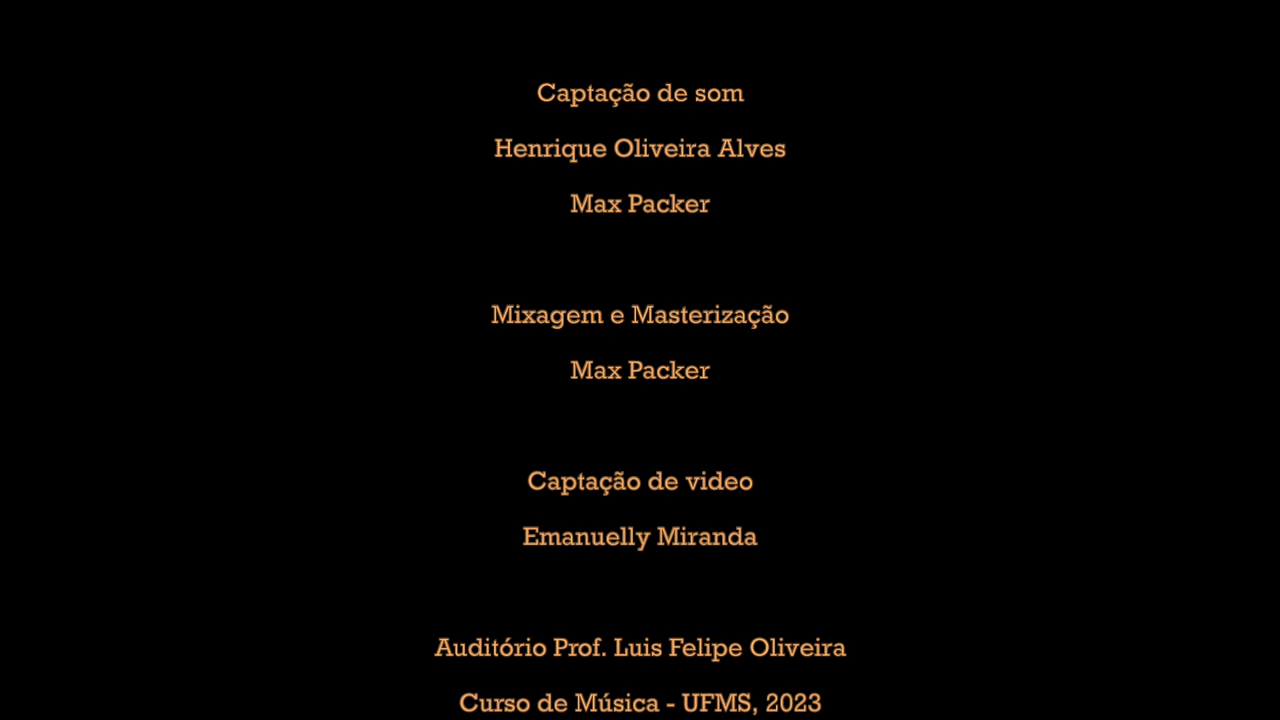 Captação de som
Henrique Oliveira Alves
Max Packer
Mixagem e Masterização
Max Packer
Captação de video
Emanuelly Miranda
Auditório Prof. Luis Felipe Oliveira
Curso de Música - UFMS, 2023